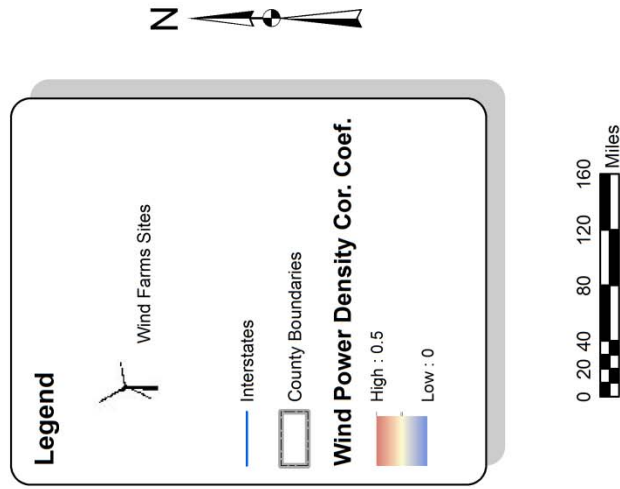 N
Legend
Wind Farms Sites
Interstates
County Boundaries
Wind Power Density Cor. Coef.
High : 0.5
Low : 0
0 20 40 80 120 160
Miles